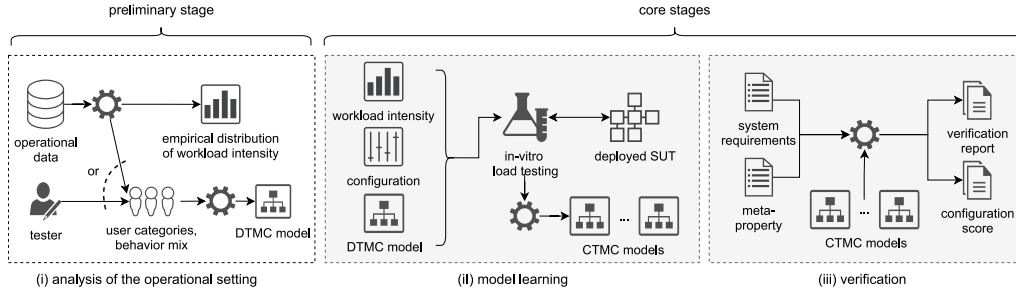 preliminary stage
core stages
operational
data
empirical distribution
of workload intensity
or
tester
user categories,
behavior mix
DTMC model
(i) analysis of the operational setting
workload intensity
configuration
DTMC model
in-vitro
load testing
deployed SUT
...
CTMC models
(iI) model learning
system
requirements
meta-
property
...
CTMC models
verification
report
configuration
score
(iii) verification